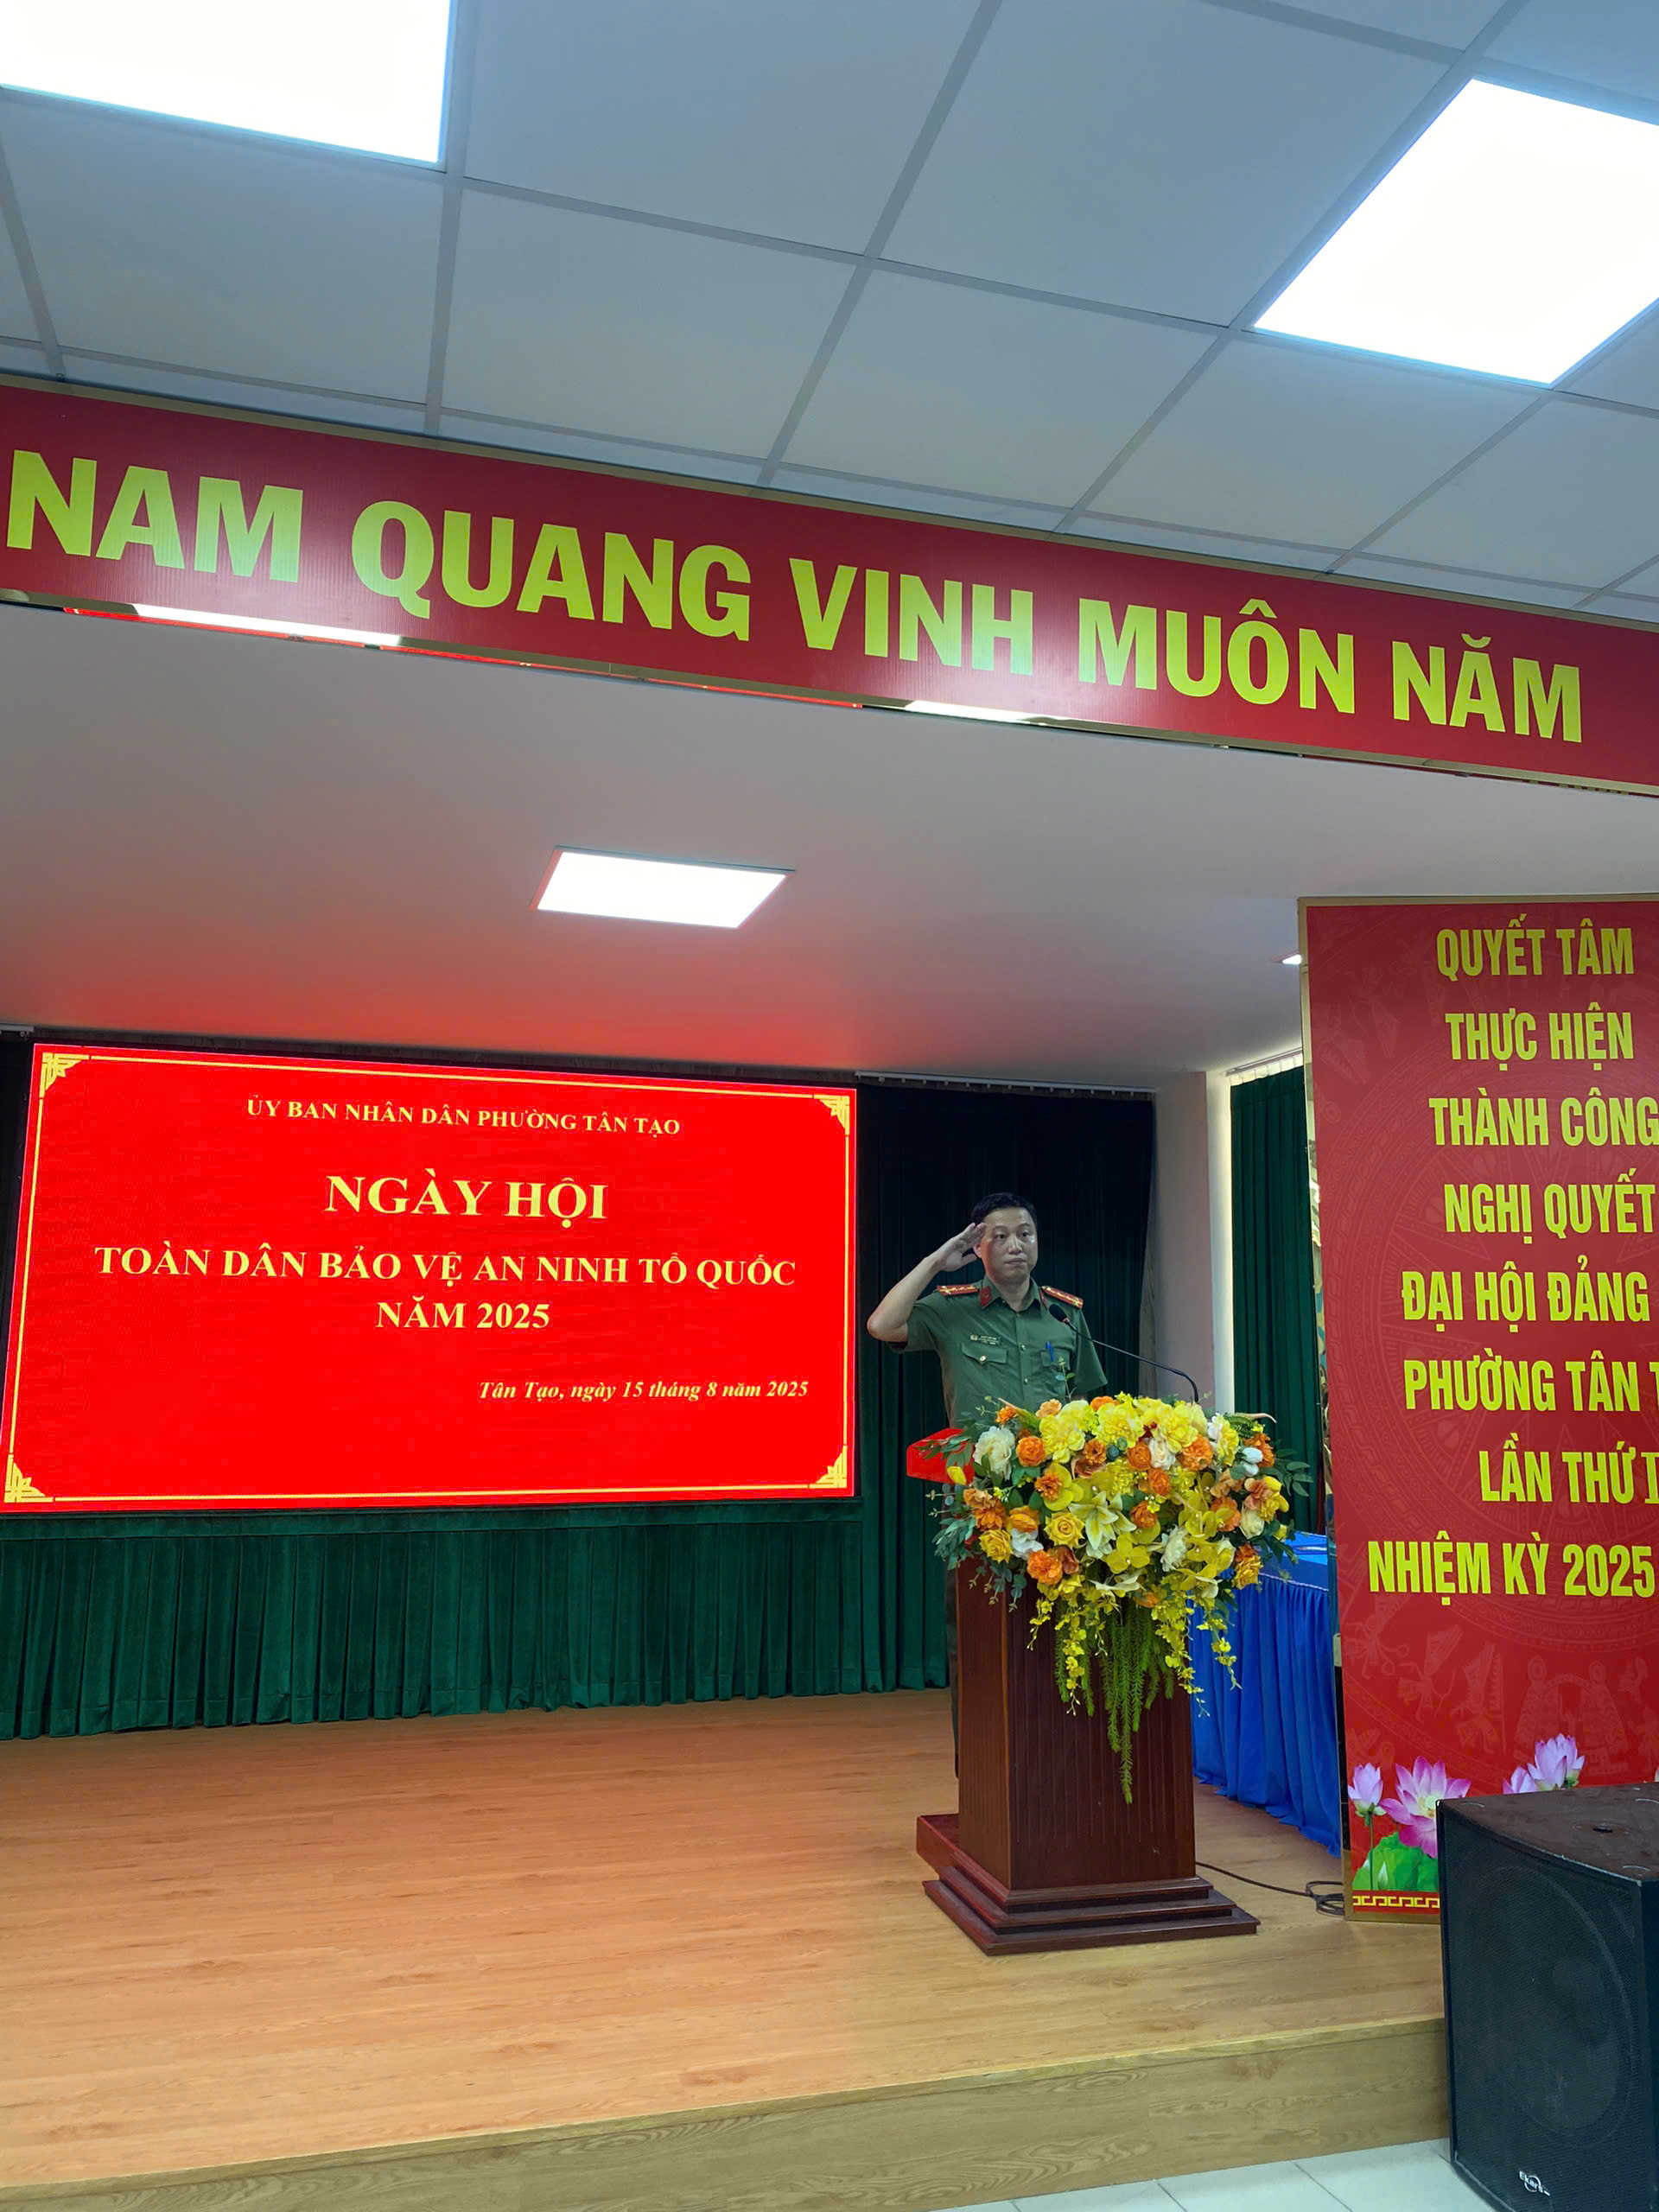 NAM QUANG VINH MUÔN NĂM
ỦY BAN NHÂN DÂN PHƯỜNG TÂN TẠO
NGÀY HỘI
TOÀN DÂN BẢO VỆ AN NINH TỔ QUỐC
NĂM 2025
Tân Tạo, ngày 15 tháng 8 năm 2025
QUYẾT TÂM
THỰC HIỆN
THÀNH CÔNG
NGHỊ QUYẾT
ĐẠI HỘI ĐẢNG
PHƯỜNG TÂN
LẦN THỨ I
NHIỆM KỲ 2025